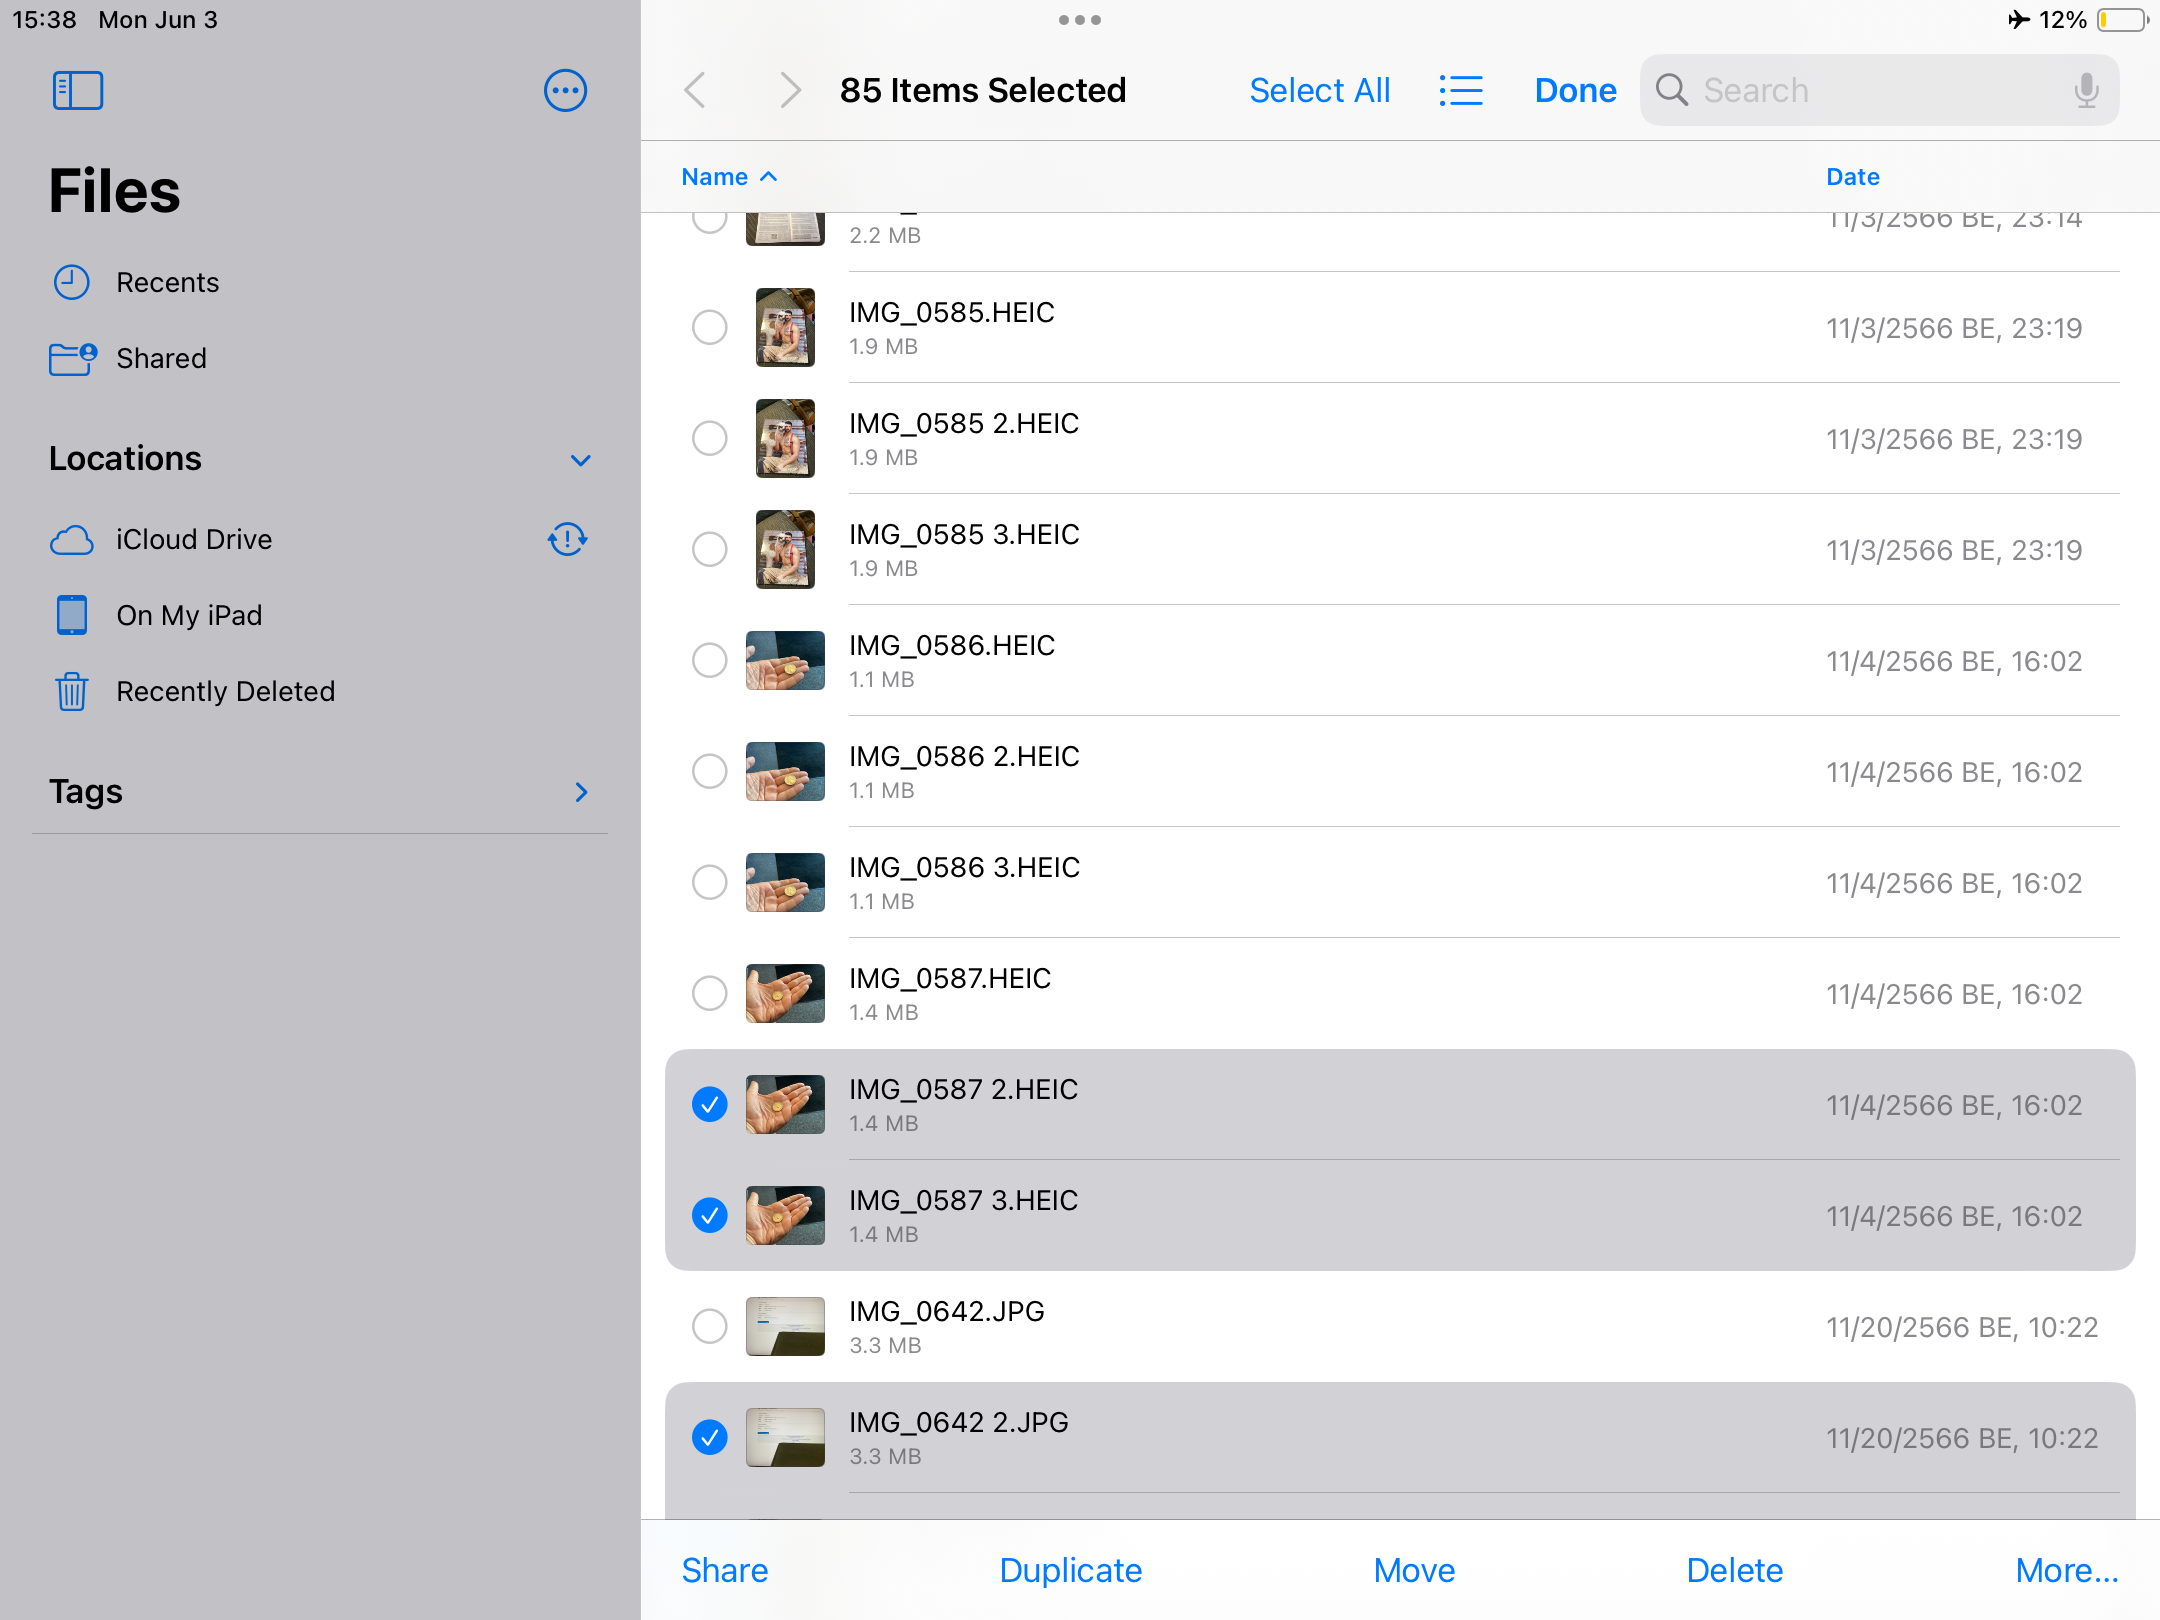 15:38 Mon Jun 3
12%
Files
Recents
Shared
Locations
iCloud Drive
On My iPad
Recently Deleted
Tags
85 Items Selected
Select All
Done
Search
Name
Date
2.2 MB
11/3/2566 BE, 23:14
IMG_0585.HEIC
1.9 MB
11/3/2566 BE, 23:19
IMG_0585 2.HEIC
1.9 MB
11/3/2566 BE, 23:19
IMG_0585 3.HEIC
1.9 MB
11/3/2566 BE, 23:19
IMG_0586.HEIC
1.1 MB
11/4/2566 BE, 16:02
IMG_0586 2.HEIC
1.1 MB
11/4/2566 BE, 16:02
IMG_0586 3.HEIC
1.1 MB
11/4/2566 BE, 16:02
IMG_0587.HEIC
1.4 MB
11/4/2566 BE, 16:02
IMG_0587 2.HEIC
1.4 MB
11/4/2566 BE, 16:02
IMG_0587 3.HEIC
1.4 MB
11/4/2566 BE, 16:02
IMG_0642.JPG
3.3 MB
11/20/2566 BE, 10:22
IMG_0642 2.JPG
3.3 MB
11/20/2566 BE, 10:22
Share
Duplicate
Move
Delete
More...